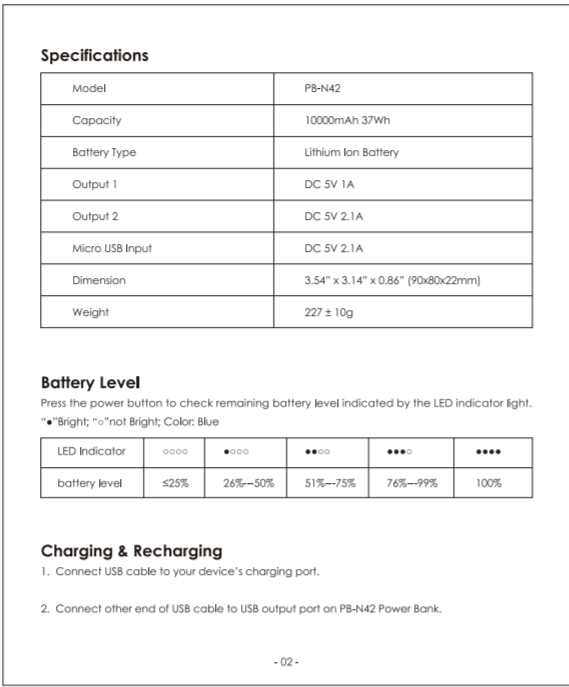 Specifications
Model PB-N42
Capacity 10000mAh 37Wh
Battery Type Lithium Ion Battery
Output 1 DC 5V 1A
Output 2 DC 5V 2.1A
Micro USB Input DC 5V 2.1A
Dimension 3.54" x 3.14" x 0.86" (90x80x22mm)
Weight 227 ± 10g
Battery Level
Press the power button to check remaining battery level indicated by the LED indicator light.
"●"Bright; "○"not Bright; Color: Blue
LED Indicator ○○○○ ●○○○ ●●○○ ●●●○ ●●●●
battery level ≤25% 26%--50% 51%--75% 76%--99% 100%
Charging & Recharging
1. Connect USB cable to your device's charging port.
2. Connect other end of USB cable to USB output port on PB-N42 Power Bank.
- 02 -